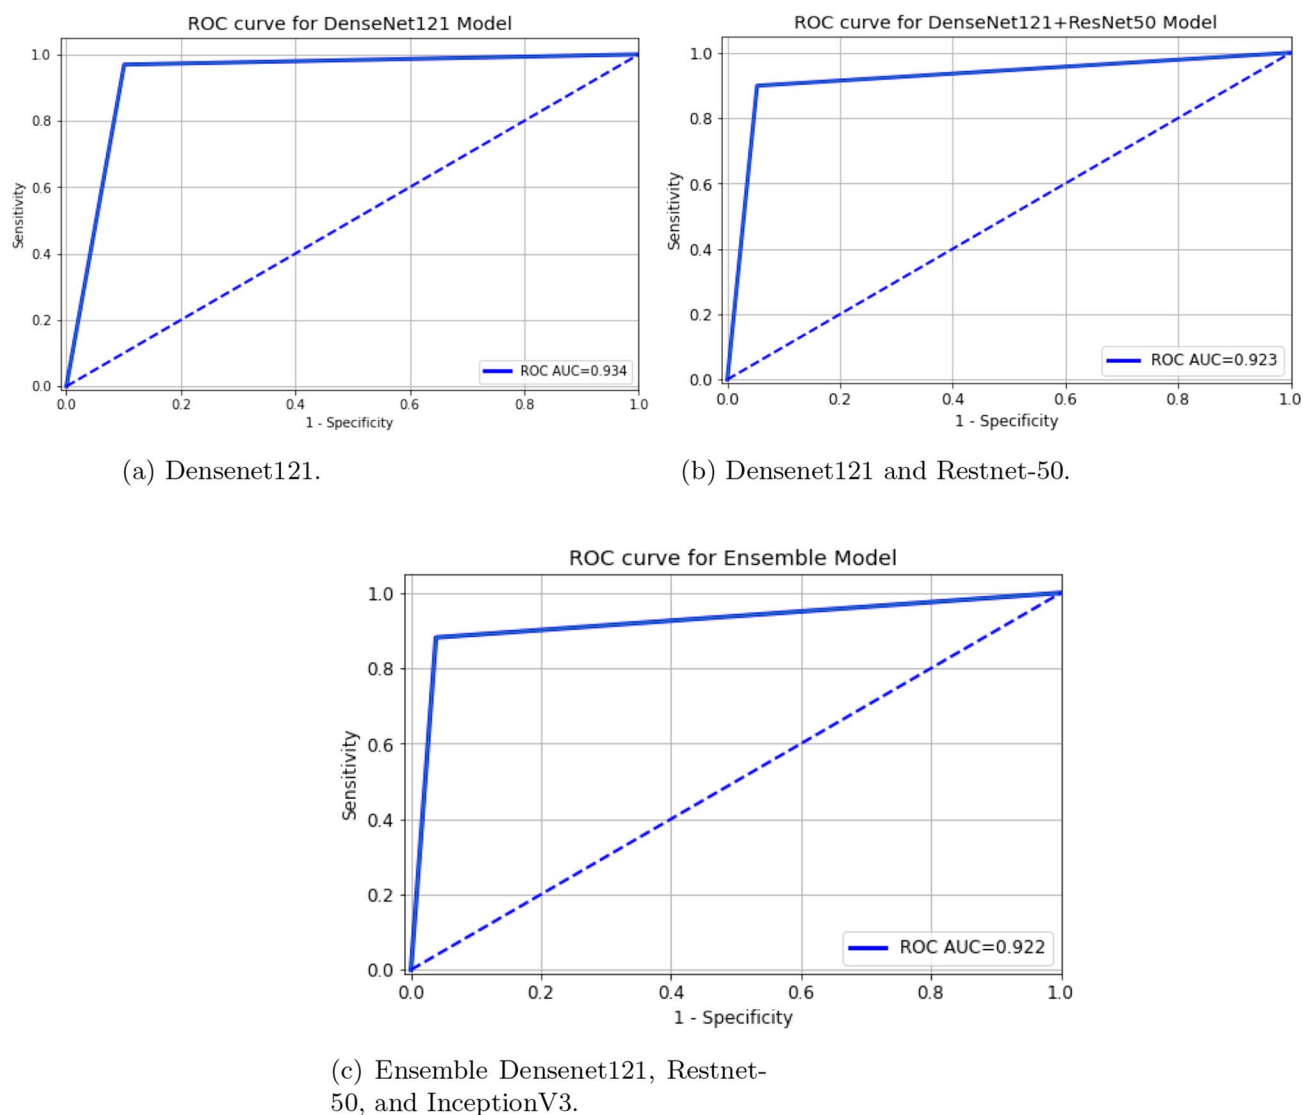 ROC curve for DenseNet121 Model
1.0
0.8
0.6
0.4
0.2
0.0
Sensitivity
ROC AUC=0.934
0.0 0.2 0.4 0.6 0.8 1.0
1 - Specificity
(a) Densenet121.
ROC curve for DenseNet121+ResNet50 Model
1.0
0.8
0.6
0.4
0.2
0.0
Sensitivity
ROC AUC=0.923
0.0 0.2 0.4 0.6 0.8 1.0
1 - Specificity
(b) Densenet121 and Restnet-50.
ROC curve for Ensemble Model
1.0
0.8
0.6
0.4
0.2
0.0
Sensitivity
ROC AUC=0.922
0.0 0.2 0.4 0.6 0.8 1.0
1 - Specificity
(c) Ensemble Densenet121, Restnet-
50, and InceptionV3.